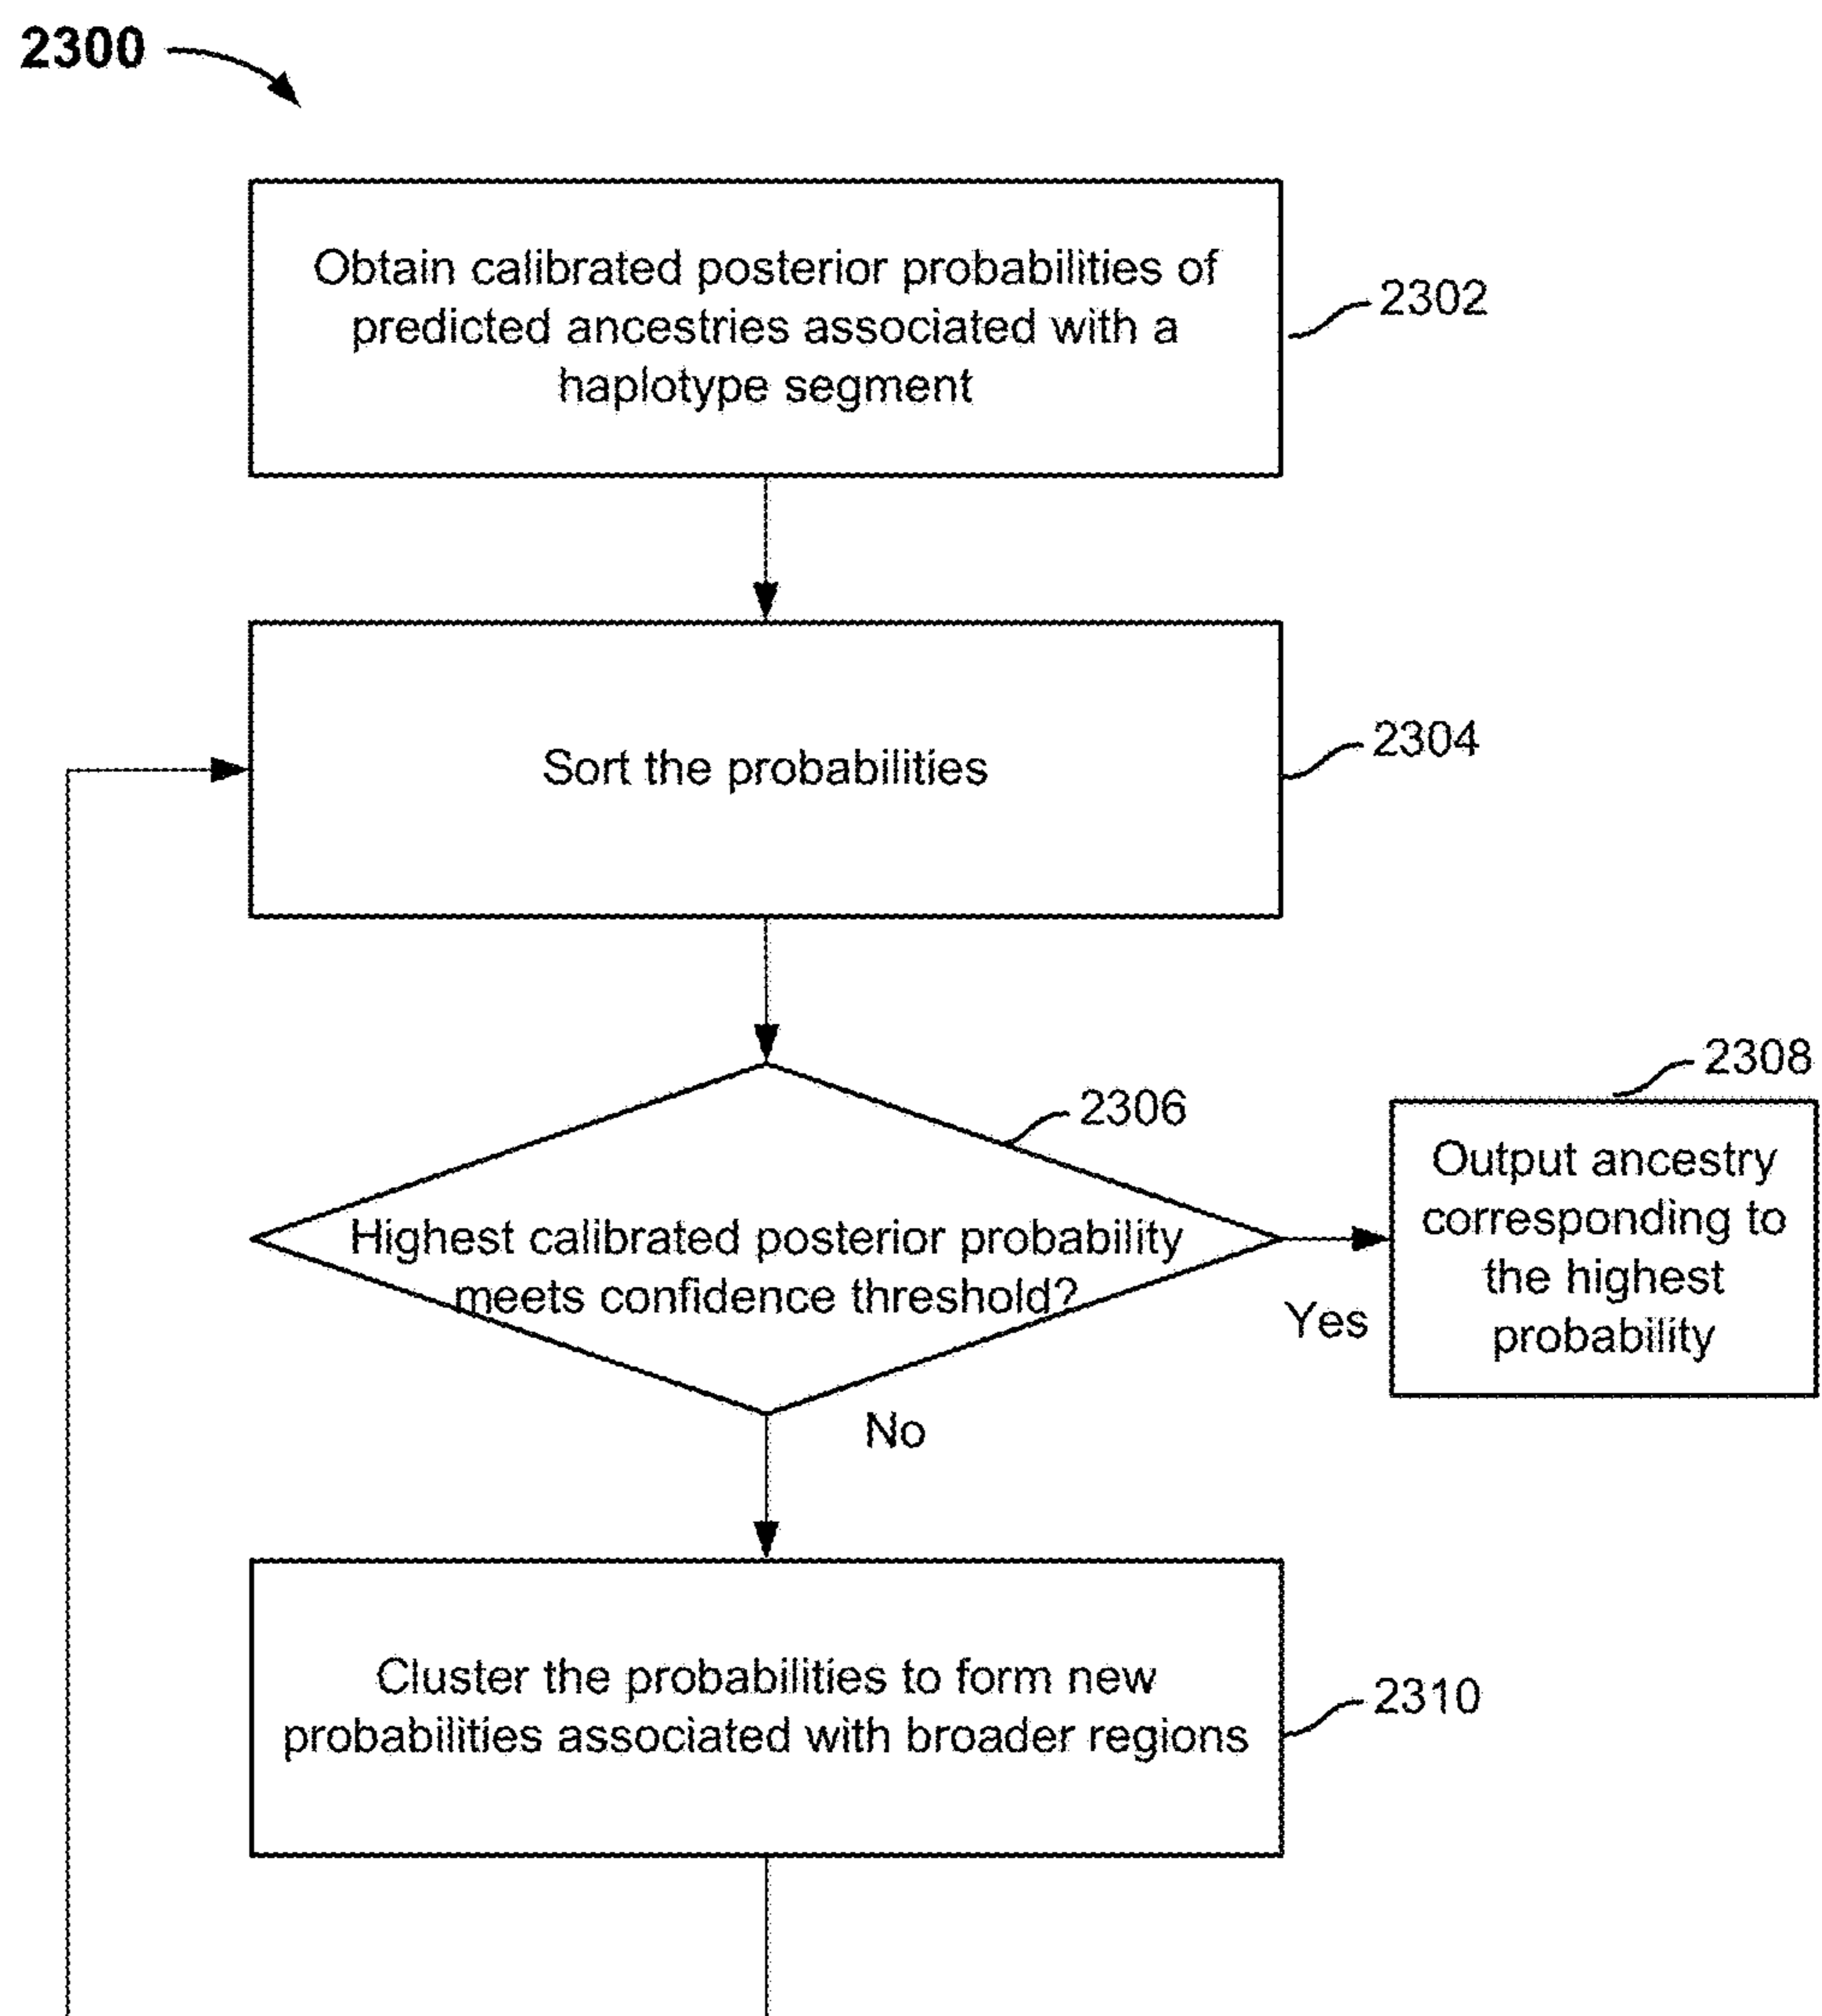 2300
Obtain calibrated posterior probabilities of
predicted ancestries associated with a
haplotype segment
2302
Sort the probabilities
2304
2306
Highest calibrated posterior probability
meets confidence threshold?
Yes
2308
Output ancestry
corresponding to
the highest
probability
No
Cluster the probabilities to form new
probabilities associated with broader regions
2310